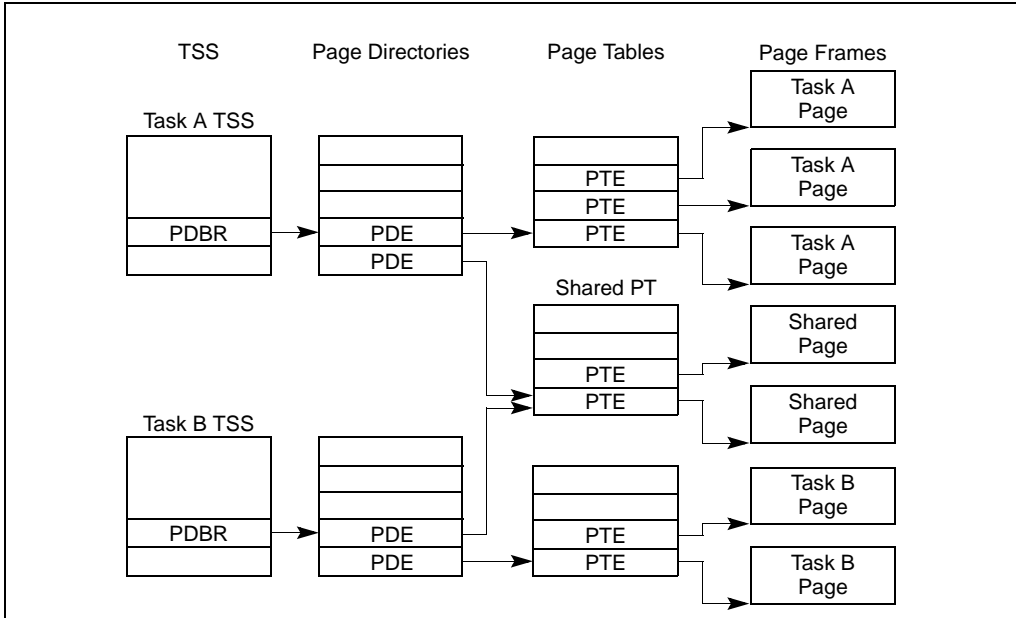 TSS
Page Directories
Page Tables
Page Frames
Task A TSS
PDBR
PDE
PDE
PTE
PTE
PTE
Task A
Page
Task A
Page
Task A
Page
Shared PT
PTE
PTE
Shared
Page
Shared
Page
Task B TSS
PDBR
PDE
PDE
PTE
PTE
Task B
Page
Task B
Page